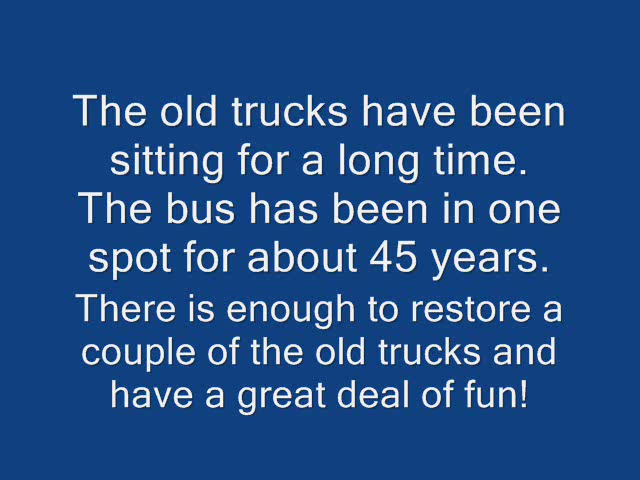 The old trucks have been
sitting for a long time.
The bus has been in one
spot for about 45 years.
There is enough to restore a
couple of the old trucks and
have a great deal of fun!